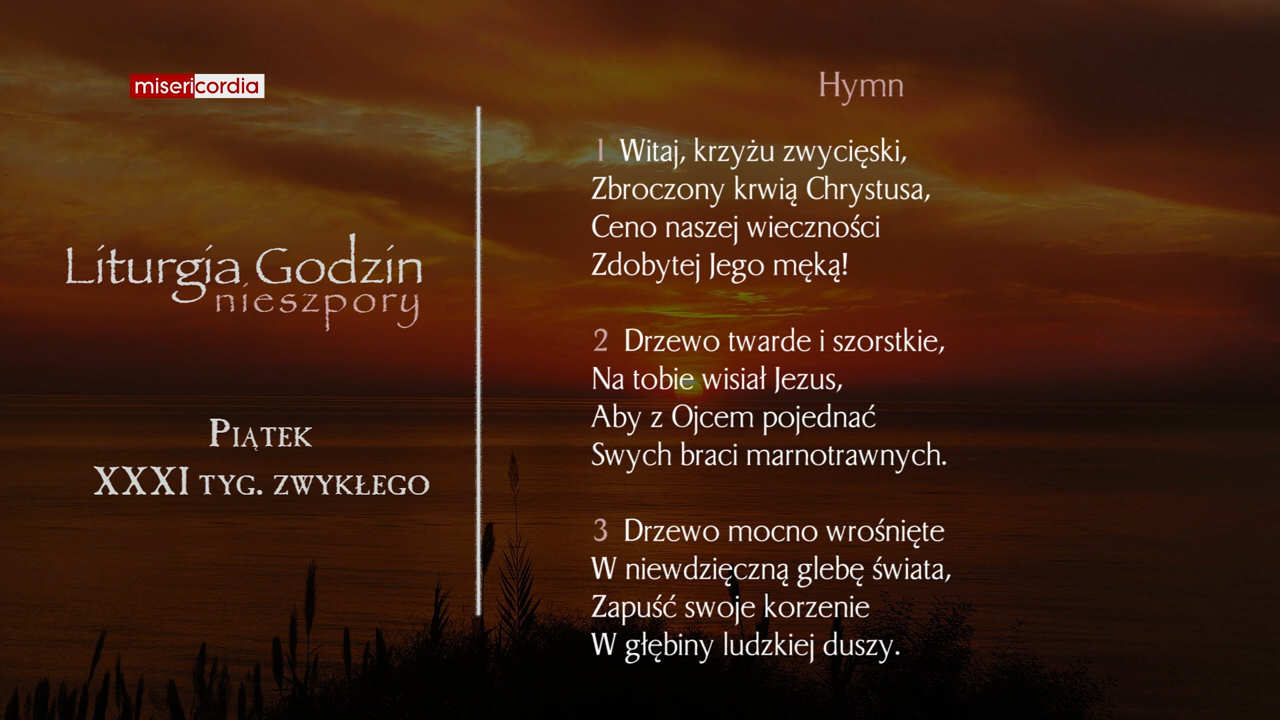 misericordia
Liturgia Godzin
nieszpory
Piątek
XXXI tyg. zwykłego
Hymn
1 Witaj, krzyżu zwycięski,
Zbroczony krwią Chrystusa,
Ceno naszej wieczności
Zdobytej Jego męką!
2 Drzewo twarde i szorstkie,
Na tobie wisiał Jezus,
Aby z Ojcem pojednać
Swych braci marnotrawnych.
3 Drzewo mocno wrośnięte
W niewdzięczną glebę świata,
Zapuść swoje korzenie
W głębiny ludzkiej duszy.